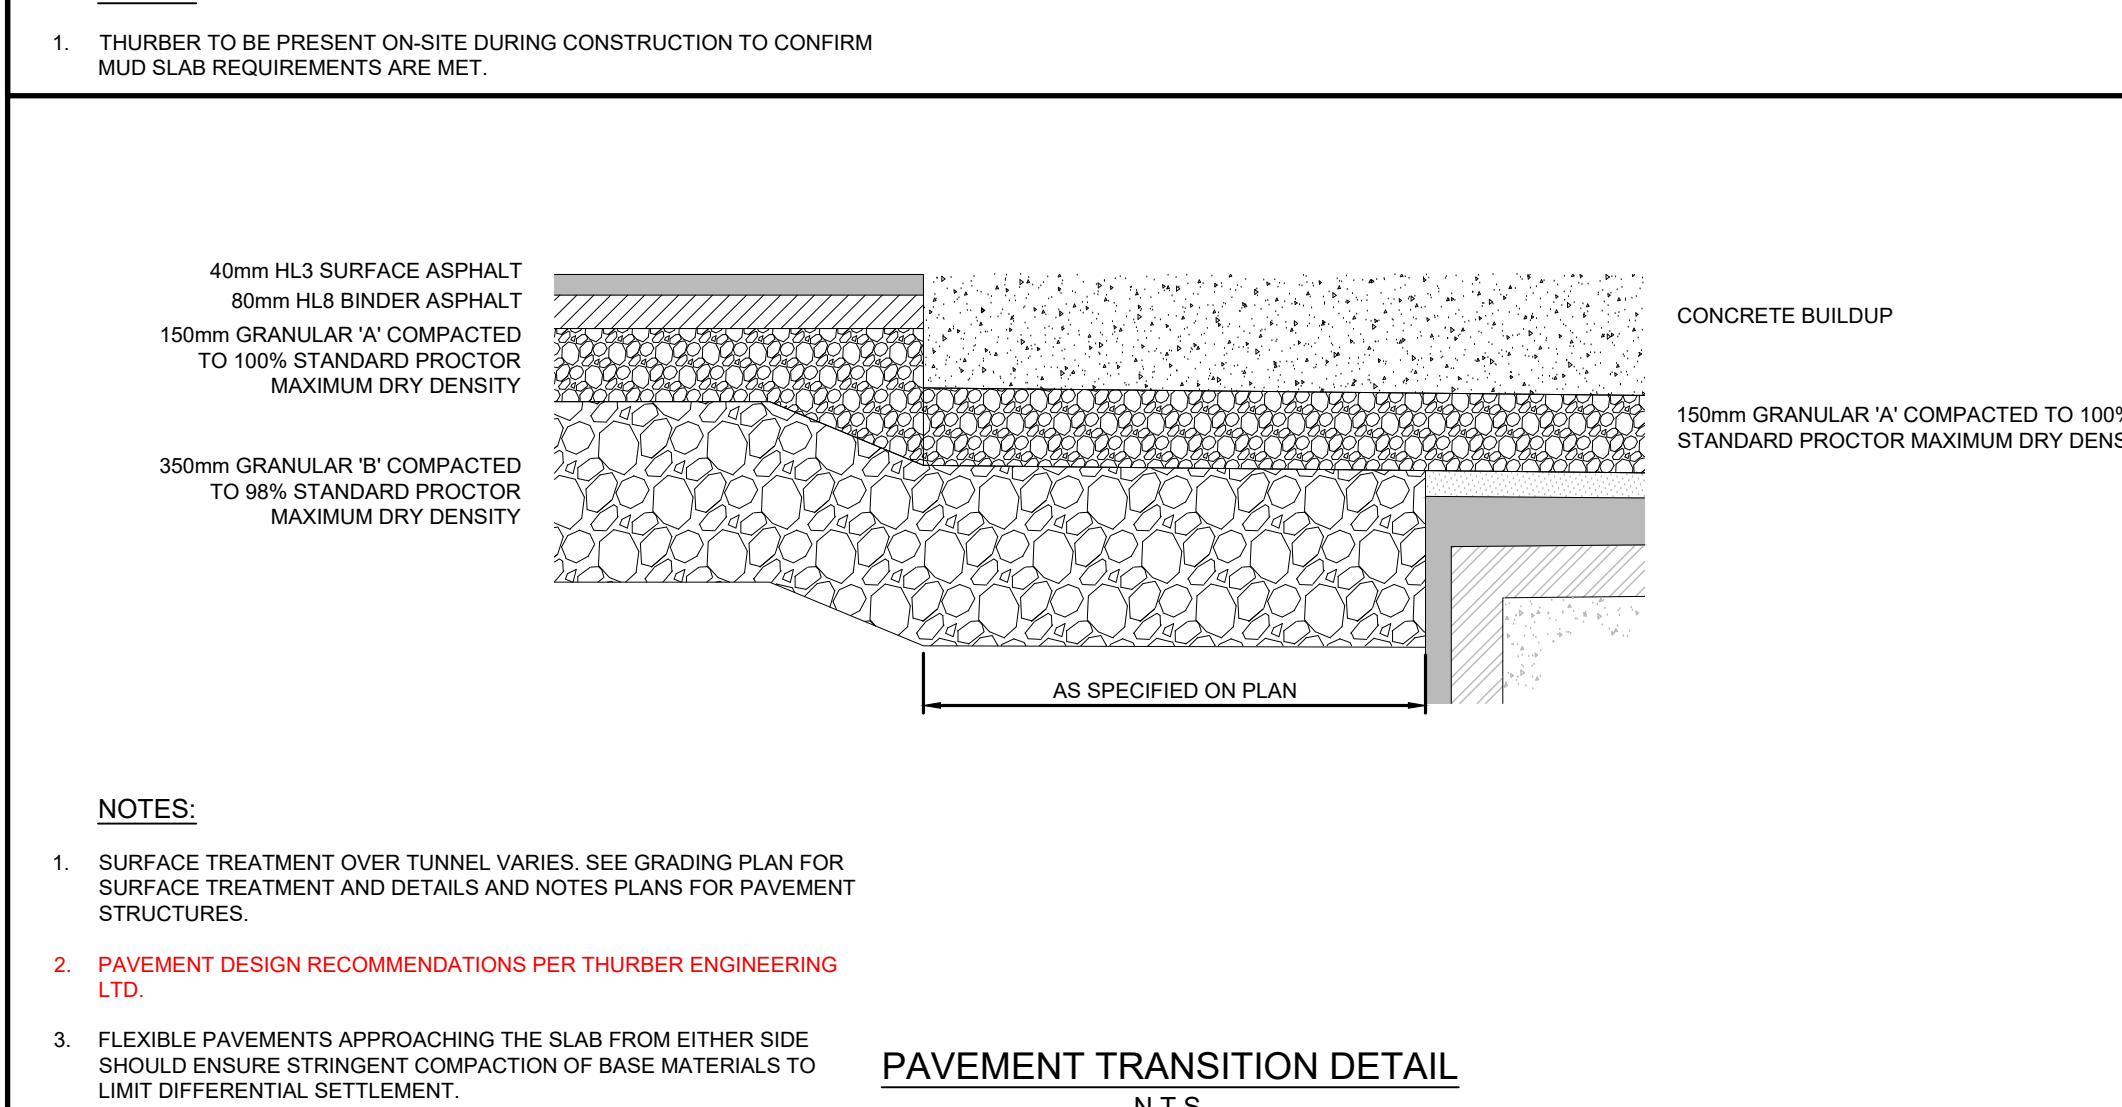 1. THURBER TO BE PRESENT ON-SITE DURING CONSTRUCTION TO CONFIRM
MUD SLAB REQUIREMENTS ARE MET.
40mm HL3 SURFACE ASPHALT
80mm HL8 BINDER ASPHALT
150mm GRANULAR 'A' COMPACTED
TO 100% STANDARD PROCTOR
MAXIMUM DRY DENSITY
350mm GRANULAR 'B' COMPACTED
TO 98% STANDARD PROCTOR
MAXIMUM DRY DENSITY
CONCRETE BUILDUP
150mm GRANULAR 'A' COMPACTED TO 100%
STANDARD PROCTOR MAXIMUM DRY DENS
AS SPECIFIED ON PLAN
NOTES:
1. SURFACE TREATMENT OVER TUNNEL VARIES. SEE GRADING PLAN FOR
SURFACE TREATMENT AND DETAILS AND NOTES PLANS FOR PAVEMENT
STRUCTURES.
2. PAVEMENT DESIGN RECOMMENDATIONS PER THURBER ENGINEERING
LTD.
3. FLEXIBLE PAVEMENTS APPROACHING THE SLAB FROM EITHER SIDE
SHOULD ENSURE STRINGENT COMPACTION OF BASE MATERIALS TO
LIMIT DIFFERENTIAL SETTLEMENT.
PAVEMENT TRANSITION DETAIL
N.T.S.